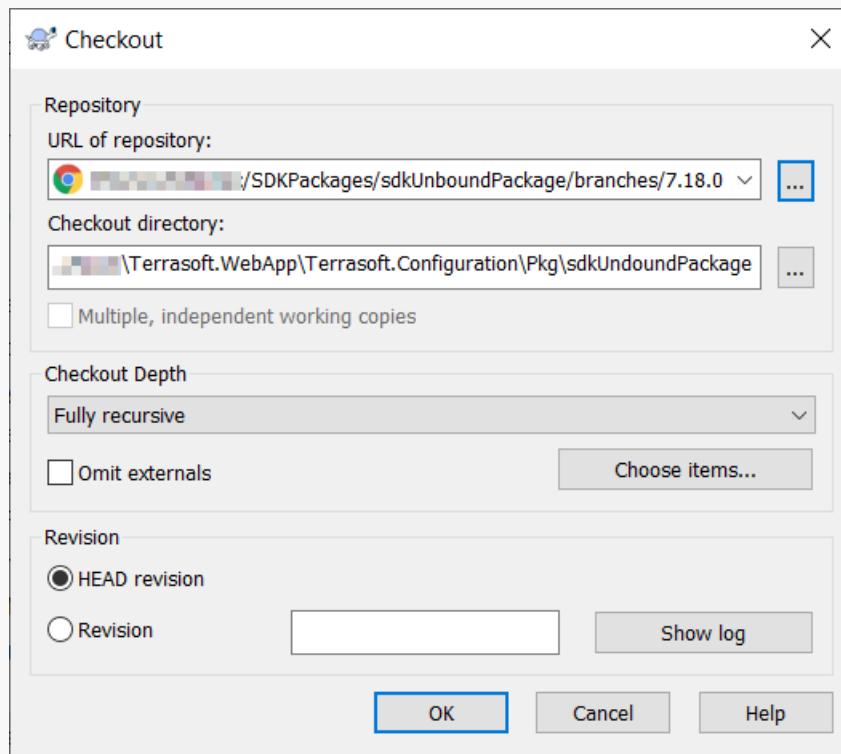 Checkout
Repository
URL of repository:
:/SDKPackages/sdkUnboundPackage/branches/7.18.0
...
Checkout directory:
\Terrasoft.WebApp\Terrasoft.Configuration\Pkg\sdkUndoundPackage
...
Multiple, independent working copies
Checkout Depth
Fully recursive
Omit externals
Choose items...
Revision
HEAD revision
Revision
Show log
OK Cancel Help